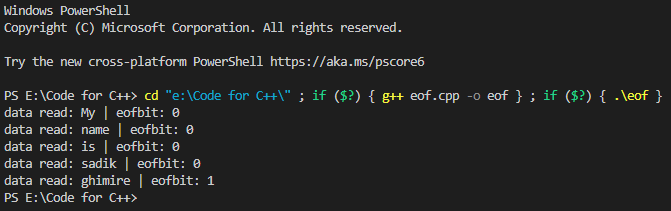 Windows PowerShell
Copyright (C) Microsoft Corporation. All rights reserved.
Try the new cross-platform PowerShell https://aka.ms/pscore6
PS E:\Code for C++> cd "e:\Code for C++\" ; if ($?) { g++ eof.cpp -o eof } ; if ($?) { .\eof }
data read: My | eofbit: 0
data read: name | eofbit: 0
data read: is | eofbit: 0
data read: sadik | eofbit: 0
data read: ghimire | eofbit: 1
PS E:\Code for C++>